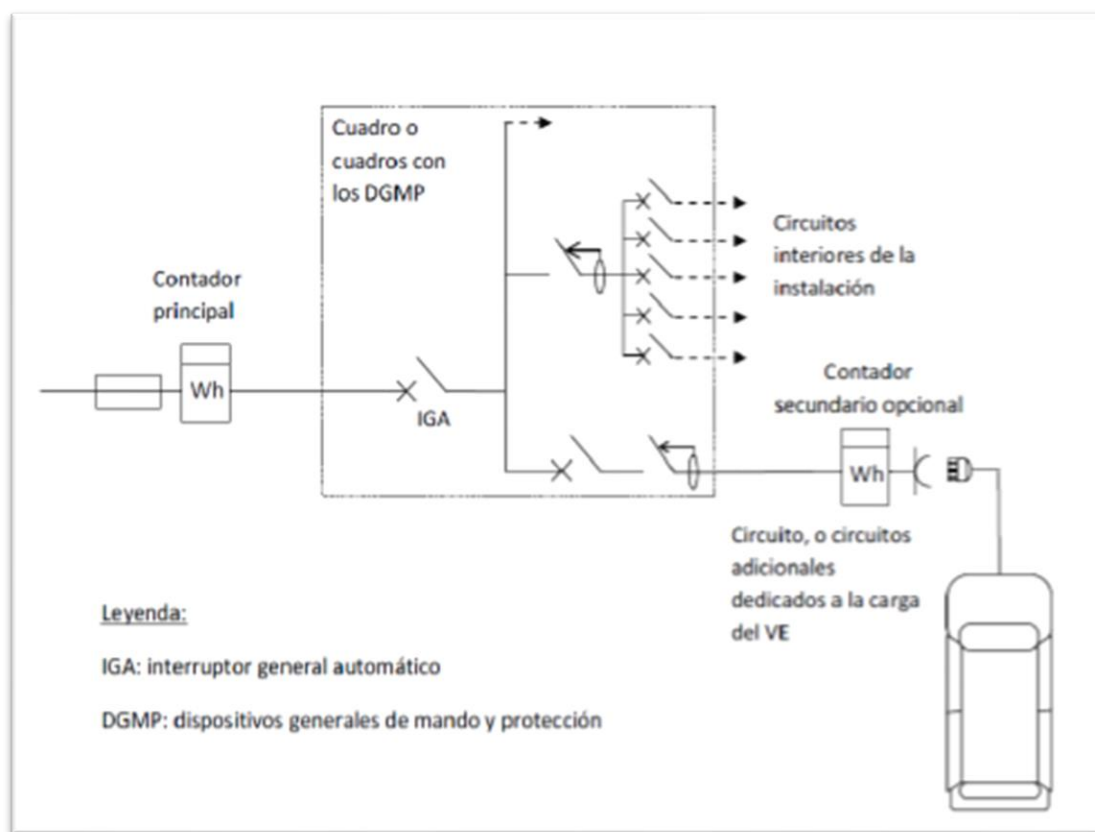 Cuadro o
cuadros con
los DGMP
Circuitos
interiores de la
instalación
Contador
principal
Wh
IGA
Contador
secundario opcional
Wh
Circuito, o circuitos
adicionales
dedicados a la carga
del VE
Leyenda:
IGA: interruptor general automático
DGMP: dispositivos generales de mando y protección